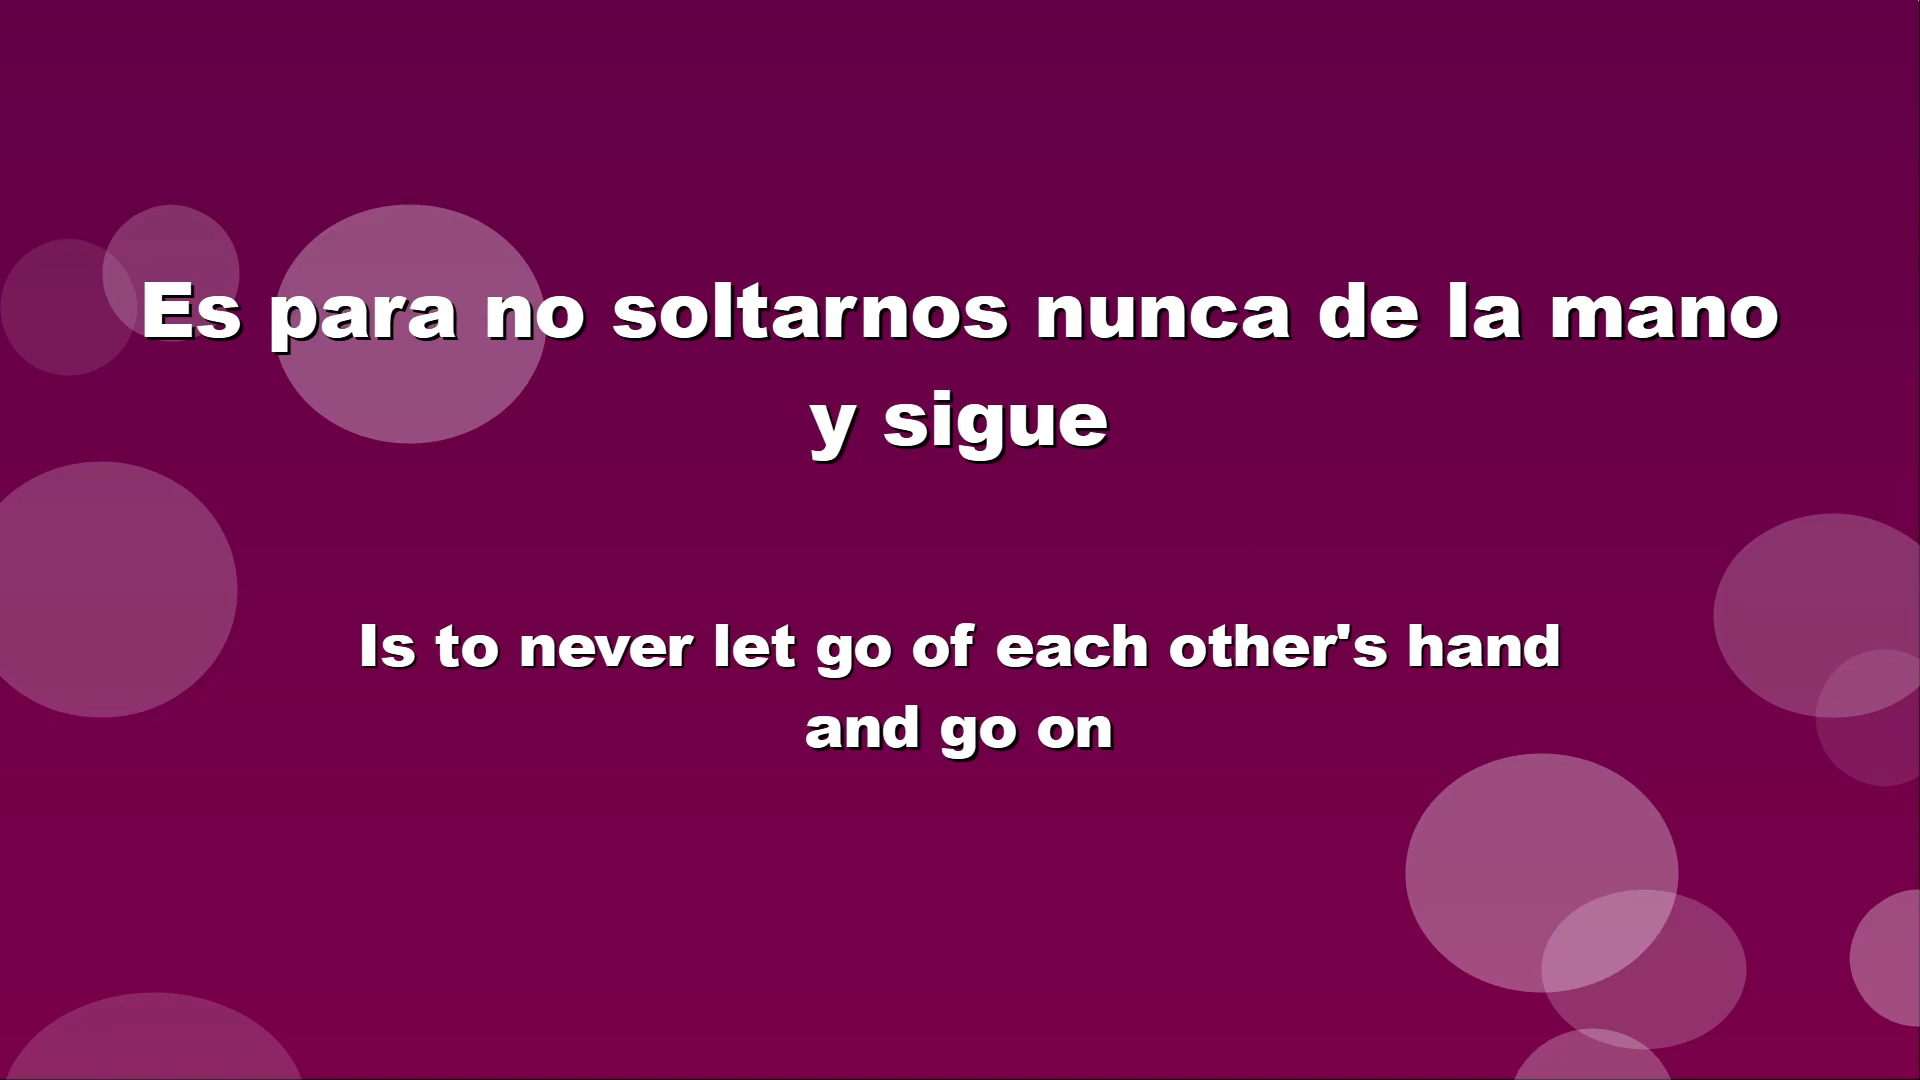 Es para no soltarnos nunca de la mano
y sigue
Is to never let go of each other's hand
and go on